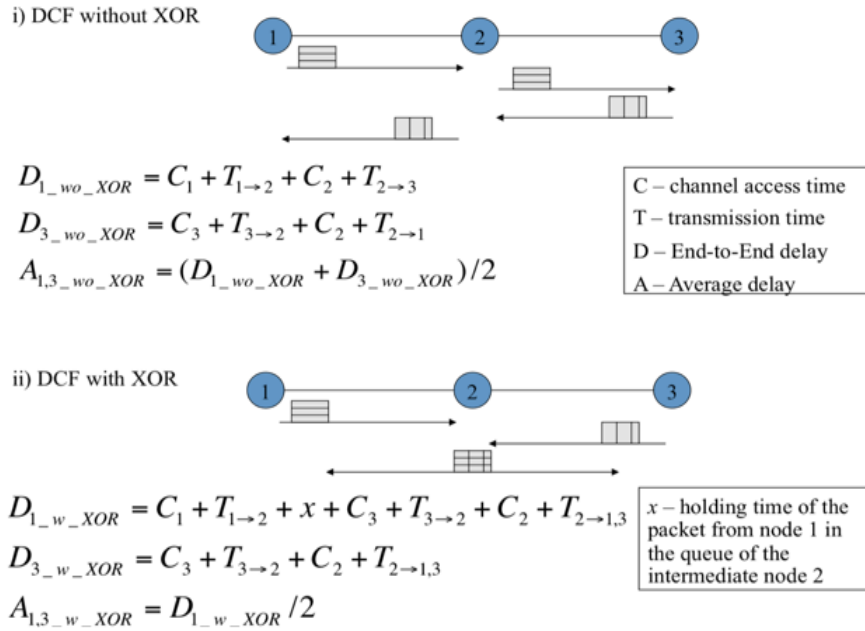 i) DCF without XOR
1 2 3
D_{1_wo_XOR} = C_1 + T_{1→2} + C_2 + T_{2→3}
D_{3_wo_XOR} = C_3 + T_{3→2} + C_2 + T_{2→1}
A_{1,3_wo_XOR} = (D_{1_wo_XOR} + D_{3_wo_XOR})/2
C – channel access time
T – transmission time
D – End-to-End delay
A – Average delay
ii) DCF with XOR
1 2 3
D_{1_w_XOR} = C_1 + T_{1→2} + x + C_3 + T_{3→2} + C_2 + T_{2→1,3}
D_{3_w_XOR} = C_3 + T_{3→2} + C_2 + T_{2→1,3}
A_{1,3_w_XOR} = D_{1_w_XOR} /2
x – holding time of the
packet from node 1 in
the queue of the
intermediate node 2